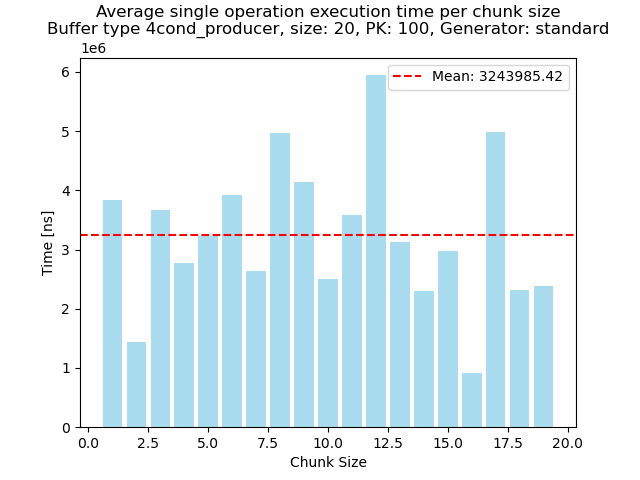 Average single operation execution time per chunk size
Buffer type 4cond_producer, size: 20, PK: 100, Generator: standard
1e6
Mean: 3243985.42
6
5
4
3
2
1
0
Time [ns]
0.0 2.5 5.0 7.5 10.0 12.5 15.0 17.5 20.0
Chunk Size